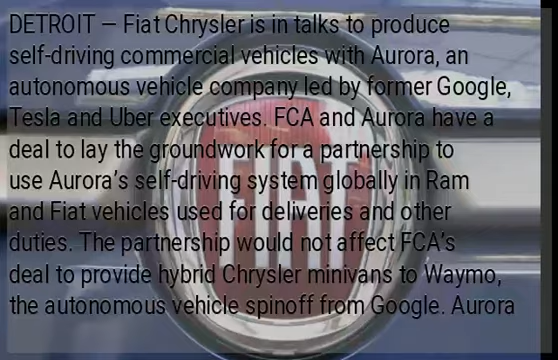 DETROIT — Fiat Chrysler is in talks to produce
self-driving commercial vehicles with Aurora, an
autonomous vehicle company led by former Google,
Tesla and Uber executives. FCA and Aurora have a
deal to lay the groundwork for a partnership to
use Aurora's self-driving system globally in Ram
and Fiat vehicles used for deliveries and other
duties. The partnership would not affect FCA's
deal to provide hybrid Chrysler minivans to Waymo,
the autonomous vehicle spinoff from Google. Aurora
FIAT